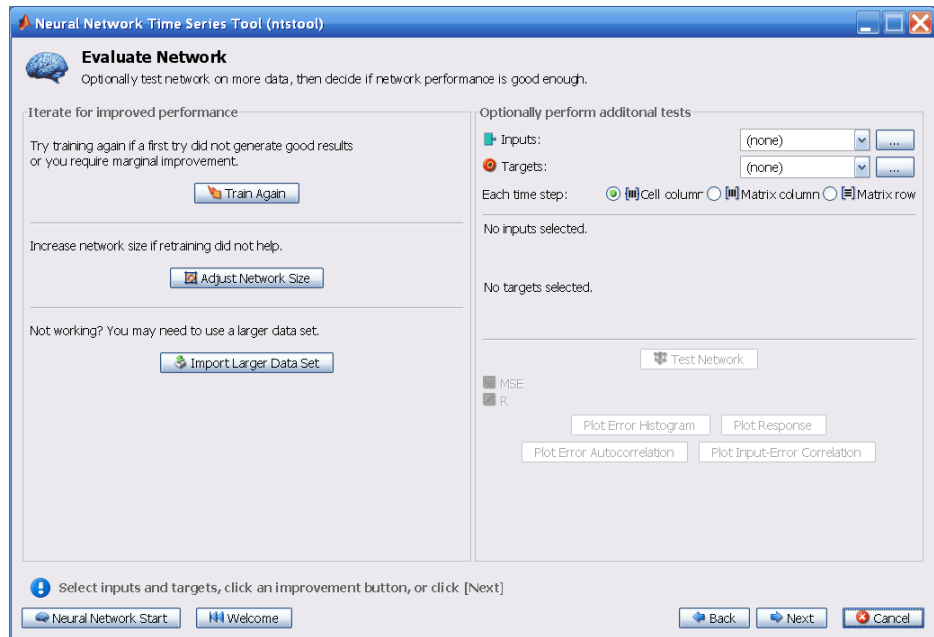 Neural Network Time Series Tool (ntstool)
Evaluate Network
Optionally test network on more data, then decide if network performance is good enough.
Iterate for improved performance
Try training again if a first try did not generate good results
or you require marginal improvement.
Train Again
Increase network size if retraining did not help.
Adjust Network Size
Not working? You may need to use a larger data set.
Import Larger Data Set
Optionally perform additonal tests
Inputs: (none) ...
Targets: (none) ...
Each time step: Cell column Matrix column Matrix row
No inputs selected.
No targets selected.
Test Network
MSE
R
Plot Error Histogram Plot Response
Plot Error Autocorrelation Plot Input-Error Correlation
Select inputs and targets, click an improvement button, or click [Next]
Neural Network Start Welcome Back Next Cancel